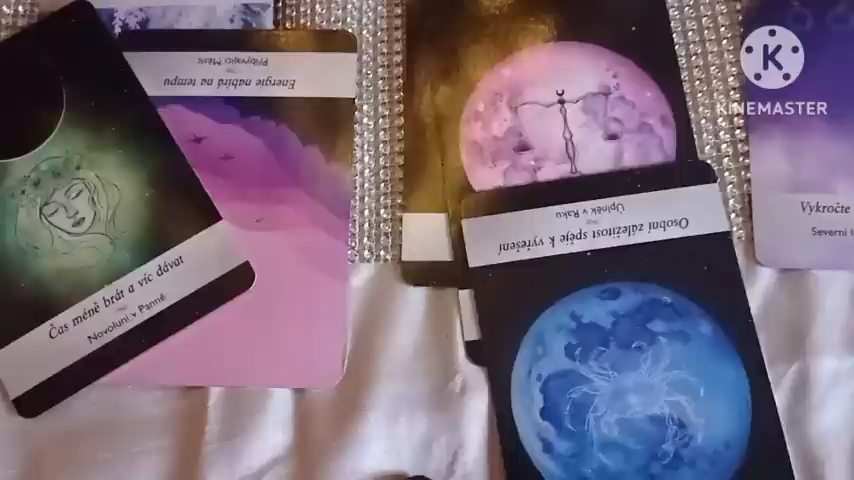 Energie nabírá na tempu
Přibývající Měsíc
Čas méně brát a víc dávat
Novoluní v Panně
Osobní záležitost spěje k vyřešení
Úplněk v Raku
Vykročte
Severní
K
KINEMASTER